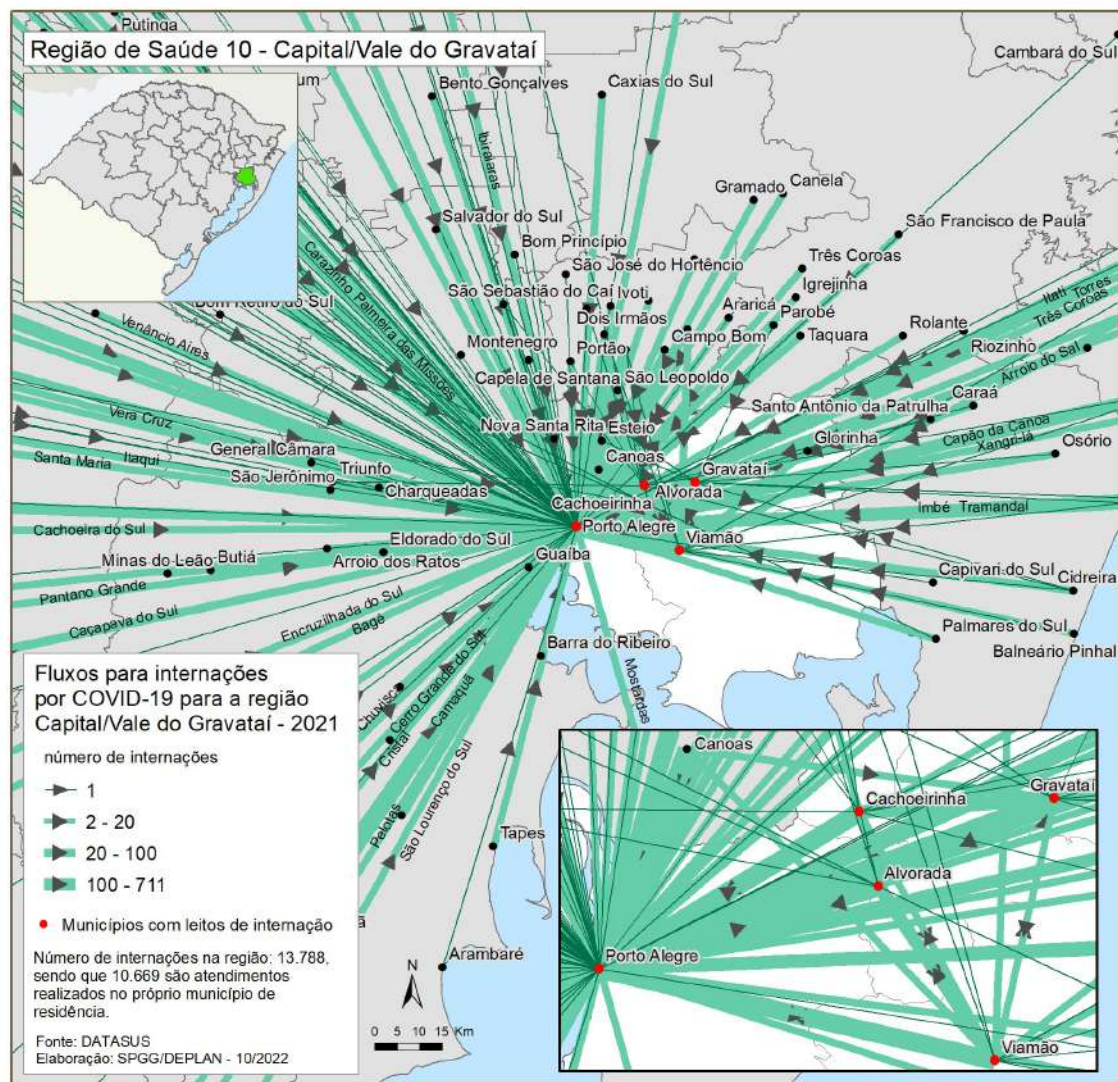 Putinga
Região de Saúde 10 - Capital/Vale do Gravataí
Cambará do Sul
um
Bento Gonçalves
Caxias do Sul
Ibiraiaras
Gramado
Canela
Salvador do Sul
São Francisco de Paula
Bom Princípio
São José do Hortêncio
Três Coroas
Carazinho
Palmeira das Missões
São Sebastião do Caí
Ivoti
Igrejinha
Itati
Torres
Bom Retiro do Sul
Dois Irmãos
Araricá
Parobé
Três Coroas
Venâncio Aires
Montenegro
Portão
Campo Bom
Taquara
Rolante
Riozinho
Arroio do Sal
Capela de Santana
São Leopoldo
Caraá
Vera Cruz
Santo Antônio da Patrulha
Nova Santa Rita
Esteio
Capão da Canoa
Xangri-lá
General Câmara
Canoas
Glorinha
Osório
Santa Maria
Itaqui
Triunfo
Gravataí
São Jerônimo
Charqueadas
Alvorada
Cachoeirinha
Imbé
Tramandaí
Cachoeira do Sul
Porto Alegre
Eldorado do Sul
Viamão
Minas do Leão
Butiá
Arroio dos Ratos
Guaíba
Capivari do Sul
Cidreira
Pantano Grande
Encruzilhada do Sul
Caçapava do Sul
Bagé
Palmares do Sul
Barra do Ribeiro
Balneário Pinhal
Mostardas
Chuvisca
Cerro Grande do Sul
Cristal
Camaquã
Pelotas
São Lourenço do Sul
Tapes
ã
Arambaré
Fluxos para internações
por COVID-19 para a região
Capital/Vale do Gravataí - 2021
número de internações
1
2 - 20
20 - 100
100 - 711
Municípios com leitos de internação
Número de internações na região: 13.788,
sendo que 10.669 são atendimentos
realizados no próprio município de
residência.
Fonte: DATASUS
Elaboração: SPGG/DEPLAN - 10/2022
N
0 5 10 15 Km
Canoas
Gravataí
Cachoeirinha
Alvorada
Porto Alegre
Viamão